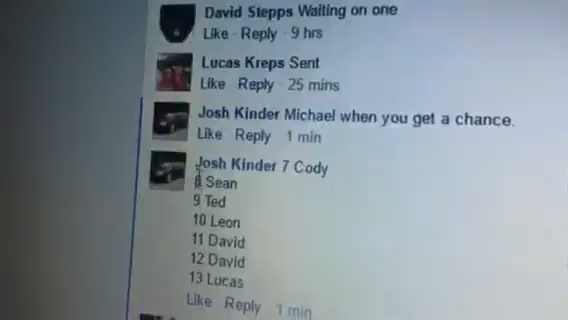 David Stepps Waiting on one
Like · Reply · 9 hrs
Lucas Kreps Sent
Like Reply 25 mins
Josh Kinder Michael when you get a chance.
Like Reply 1 min
Josh Kinder 7 Cody
8 Sean
9 Ted
10 Leon
11 David
12 David
13 Lucas
Like Reply 1 min